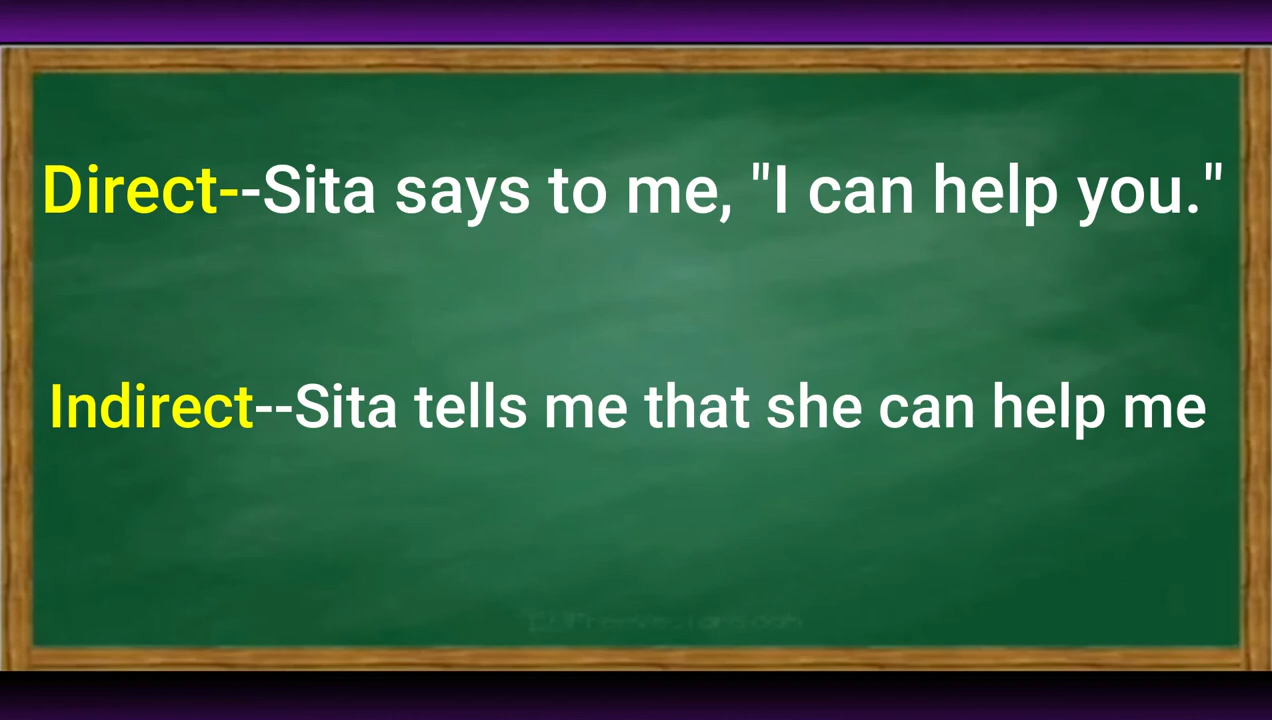 Direct--Sita says to me, "I can help you."
Indirect--Sita tells me that she can help me